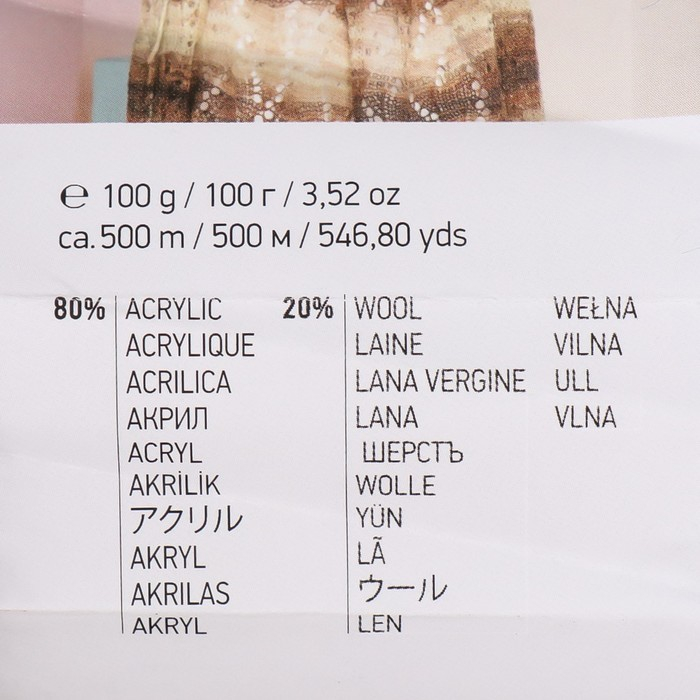 ℮ 100 g / 100 г / 3,52 oz
ca. 500 m / 500 м / 546,80 yds
80% ACRYLIC 20% WOOL WEŁNA
ACRYLIQUE LAINE VILNA
ACRILICA LANA VERGINE ULL
АКРИЛ LANA VLNA
ACRYL ШЕРСТЪ
AKRİLİK WOLLE
アクリル YÜN
AKRYL LÃ
AKRILAS ウール
AKRYL LEN